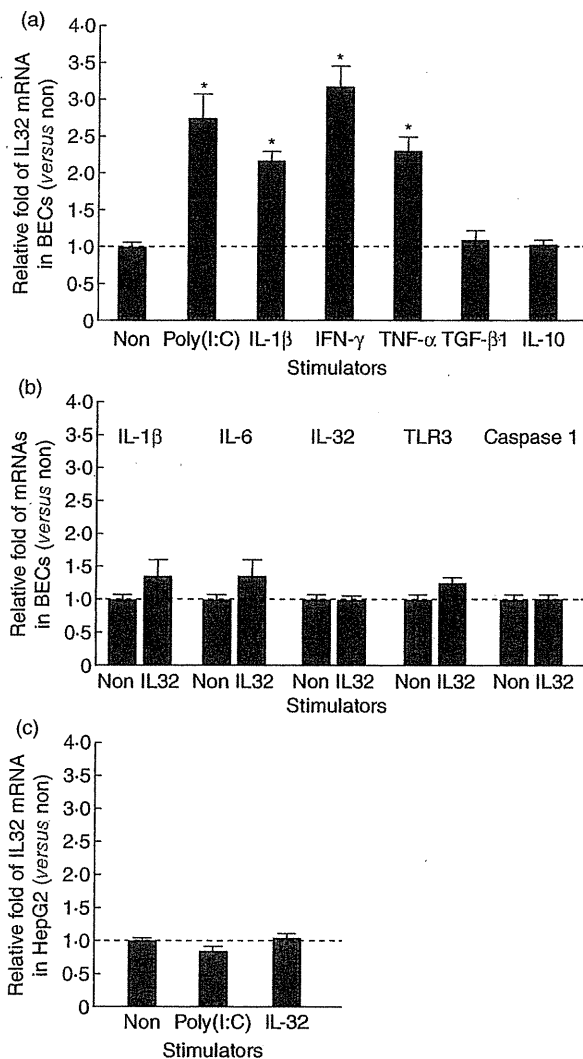 (a)
Relative fold of IL32 mRNA
in BECs (versus non)
4·0
3·5
3·0
2·5
2·0
1·5
1·0
0·5
0
* * * *
Non Poly(I:C) IL-1β IFN-γ TNF-α TGF-β1 IL-10
Stimulators
(b)
Relative fold of mRNAs
in BECs (versus non)
4·0
3·5
3·0
2·5
2·0
1·5
1·0
0·5
0
IL-1β IL-6 IL-32 TLR3 Caspase 1
Non IL32 Non IL32 Non IL32 Non IL32 Non IL32
Stimulators
(c)
Relative fold of IL32 mRNA
in HepG2 (versus non)
4·0
3·5
3·0
2·5
2·0
1·5
1·0
0·5
0
Non Poly(I:C) IL-32
Stimulators